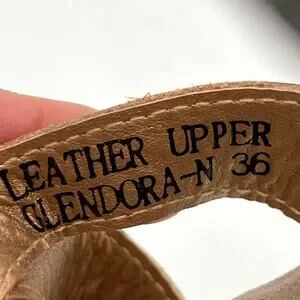 LEATHER UPPER
GLENDORA-N 36